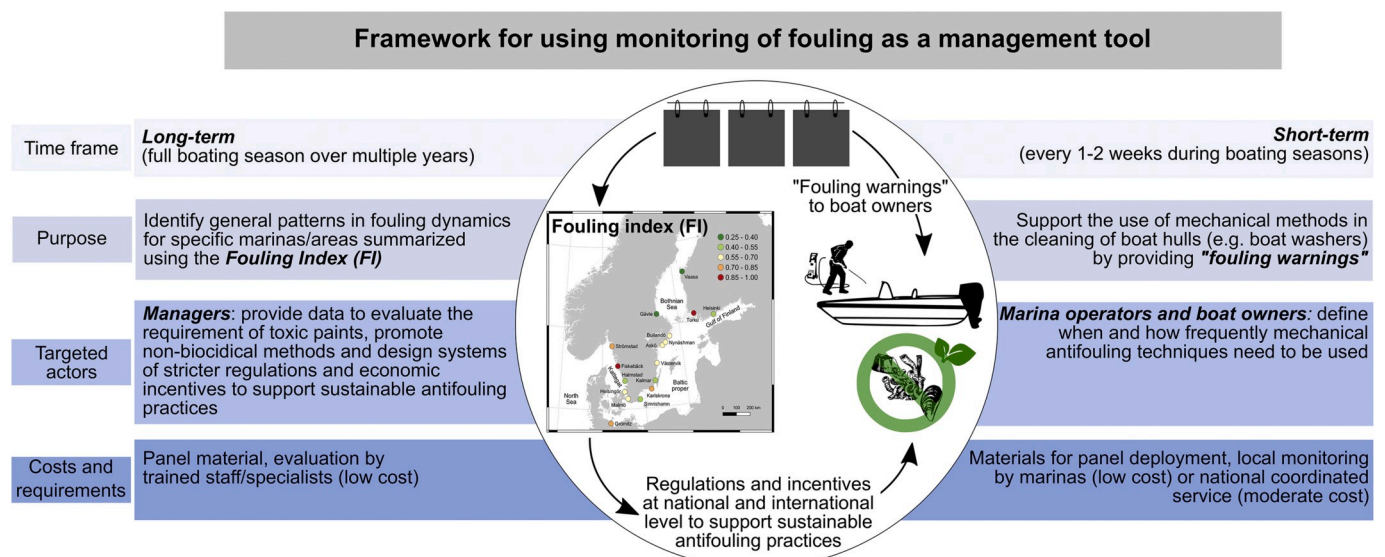 Framework for using monitoring of fouling as a management tool
Time frame
Long-term
(full boating season over multiple years)
Short-term
(every 1-2 weeks during boating seasons)
Purpose
Identify general patterns in fouling dynamics
for specific marinas/areas summarized
using the Fouling Index (FI)
Support the use of mechanical methods in
the cleaning of boat hulls (e.g. boat washers)
by providing "fouling warnings"
Targeted
actors
Managers: provide data to evaluate the
requirement of toxic paints, promote
non-biocidical methods and design systems
of stricter regulations and economic
incentives to support sustainable antifouling
practices
Marina operators and boat owners: define
when and how frequently mechanical
antifouling techniques need to be used
Costs and
requirements
Panel material, evaluation by
trained staff/specialists (low cost)
Materials for panel deployment, local monitoring
by marinas (low cost) or national coordinated
service (moderate cost)
"Fouling warnings"
to boat owners
Fouling index (FI)
0.25 - 0.40
0.40 - 0.55
0.55 - 0.70
0.70 - 0.85
0.85 - 1.00
Vaasa
Bothnian
Sea
Helsinki
Gävle
Turku
Gulf of Finland
Bullandö
Nynäshman
Askö
Strömstad
Västervik
Fiskebäck
Halmstad
Kalmar
Kattegat
Baltic
proper
Helsingör
Karlskrona
North
Sea
Malmö
Simrishamn
0 100 200 km
Grömitz
Regulations and incentives
at national and international
level to support sustainable
antifouling practices